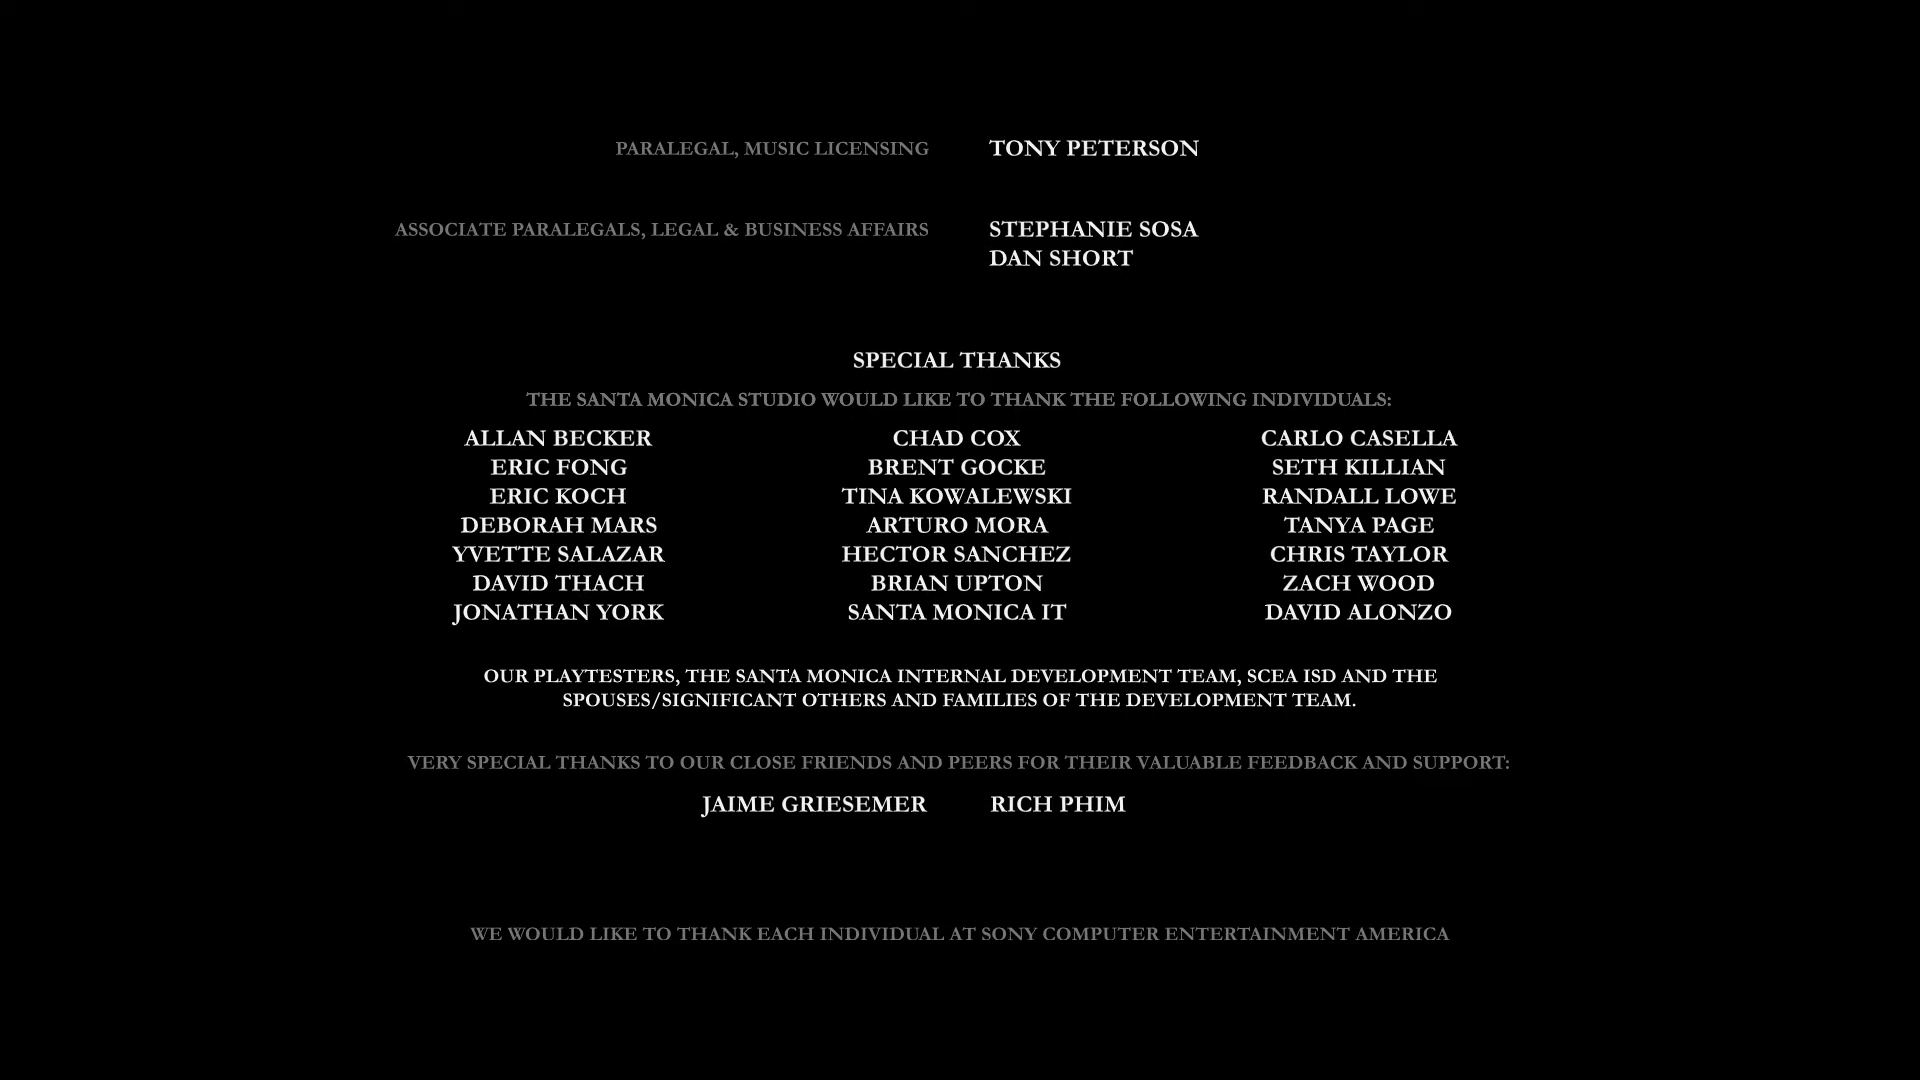 PARALEGAL, MUSIC LICENSING TONY PETERSON
ASSOCIATE PARALEGALS, LEGAL & BUSINESS AFFAIRS STEPHANIE SOSA
DAN SHORT
SPECIAL THANKS
THE SANTA MONICA STUDIO WOULD LIKE TO THANK THE FOLLOWING INDIVIDUALS:
ALLAN BECKER CHAD COX CARLO CASELLA
ERIC FONG BRENT GOCKE SETH KILLIAN
ERIC KOCH TINA KOWALEWSKI RANDALL LOWE
DEBORAH MARS ARTURO MORA TANYA PAGE
YVETTE SALAZAR HECTOR SANCHEZ CHRIS TAYLOR
DAVID THACH BRIAN UPTON ZACH WOOD
JONATHAN YORK SANTA MONICA IT DAVID ALONZO
OUR PLAYTESTERS, THE SANTA MONICA INTERNAL DEVELOPMENT TEAM, SCEA ISD AND THE
SPOUSES/SIGNIFICANT OTHERS AND FAMILIES OF THE DEVELOPMENT TEAM.
VERY SPECIAL THANKS TO OUR CLOSE FRIENDS AND PEERS FOR THEIR VALUABLE FEEDBACK AND SUPPORT:
JAIME GRIESEMER RICH PHIM
WE WOULD LIKE TO THANK EACH INDIVIDUAL AT SONY COMPUTER ENTERTAINMENT AMERICA